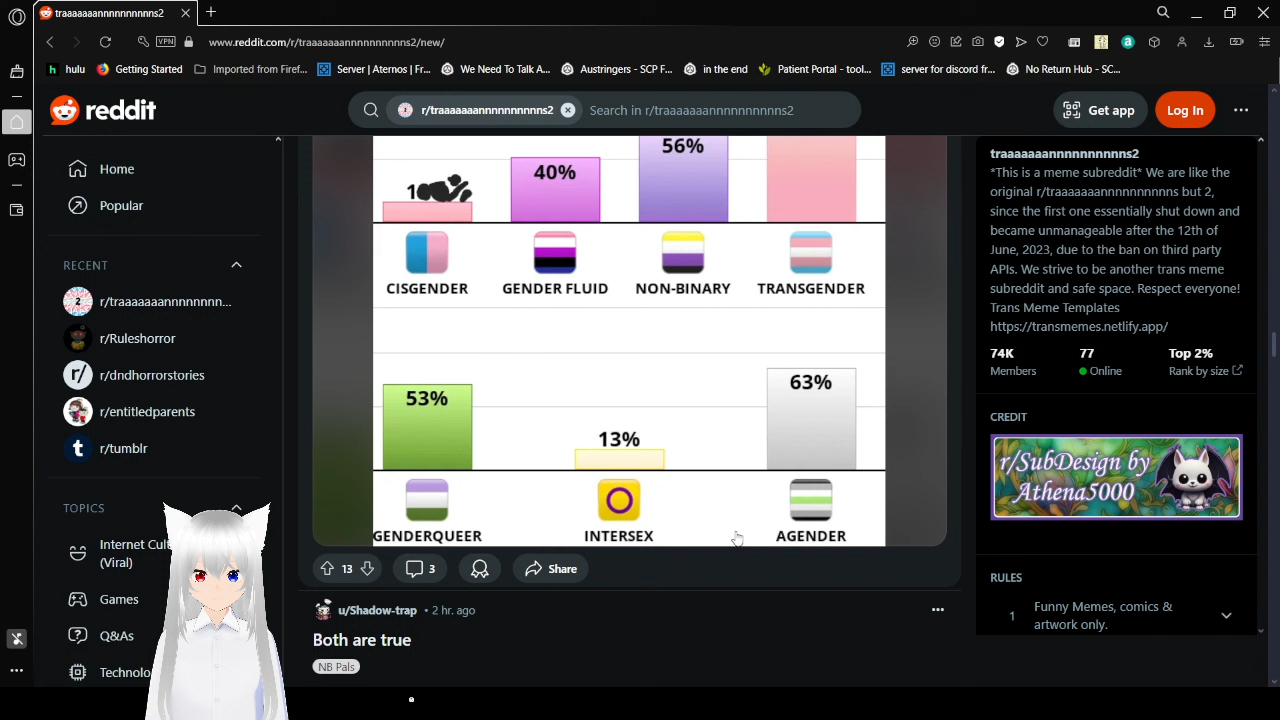 traaaaaaannnnnnnnnns2
VPN
www.reddit.com/r/traaaaaaannnnnnnnnns2/new/
hulu
Getting Started
Imported from Firef...
Server | Aternos | Fr...
We Need To Talk A...
Austringers - SCP F...
in the end
Patient Portal - tool...
server for discord fr...
No Return Hub - SC...
reddit
r/traaaaaaannnnnnnnnns2
Search in r/traaaaaaannnnnnnnnns2
Get app
Log In
Home
Popular
RECENT
r/traaaaaaannnnnnnn...
r/Ruleshorror
r/dndhorrorstories
r/entitledparents
r/tumblr
TOPICS
Internet Cul
(Viral)
Games
Q&As
Technolo
40%
56%
CISGENDER
GENDER FLUID
NON-BINARY
TRANSGENDER
53%
13%
63%
GENDERQUEER
INTERSEX
AGENDER
13
3
Share
u/Shadow-trap • 2 hr. ago
Both are true
NB Pals
traaaaaaannnnnnnnnns2
*This is a meme subreddit* We are like the
original r/traaaaaaannnnnnnnnns but 2,
since the first one essentially shut down and
became unmanageable after the 12th of
June, 2023, due to the ban on third party
APIs. We strive to be another trans meme
subreddit and safe space. Respect everyone!
Trans Meme Templates
https://transmemes.netlify.app/
74K
Members
77
Online
Top 2%
Rank by size
CREDIT
r/SubDesign by
Athena5000
RULES
1
Funny Memes, comics &
artwork only.